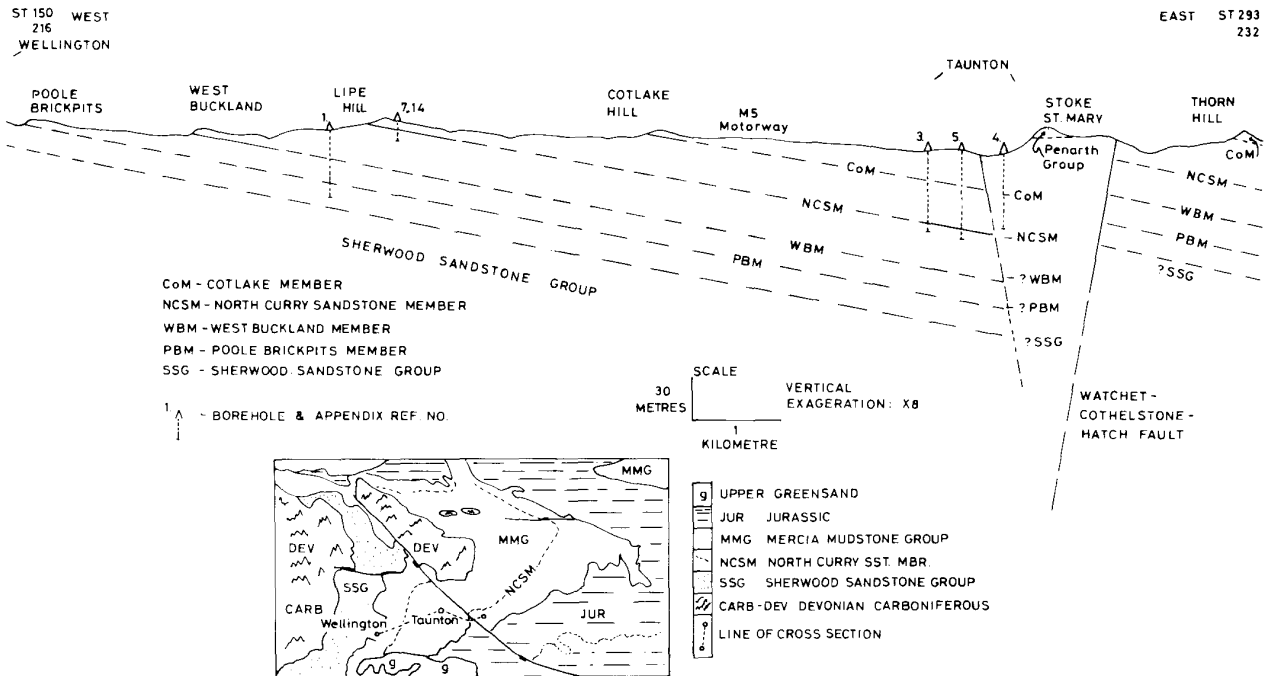 ST 150 WEST
216
WELLINGTON
EAST ST 293
232
TAUNTON
POOLE
BRICKPITS
WEST
BUCKLAND
LIPE
HILL
1
7,14
COTLAKE
HILL
M5
Motorway
3
5
4
STOKE
ST. MARY
THORN
HILL
Penarth
Group
CoM
CoM
CoM
NCSM
NCSM
NCSM
WBM
? WBM
WBM
PBM
? PBM
PBM
SHERWOOD SANDSTONE GROUP
? SSG
? SSG
CoM - COTLAKE MEMBER
NCSM - NORTH CURRY SANDSTONE MEMBER
WBM - WEST BUCKLAND MEMBER
PBM - POOLE BRICKPITS MEMBER
SSG - SHERWOOD SANDSTONE GROUP
1 - BOREHOLE & APPENDIX REF. NO.
SCALE
30
METRES
1
KILOMETRE
VERTICAL
EXAGERATION: X8
WATCHET-
COTHELSTONE-
HATCH FAULT
MMG
DEV
DEV
MMG
SSG
NCSM
CARB
Wellington
Taunton
JUR
g
g
g UPPER GREENSAND
JUR JURASSIC
MMG MERCIA MUDSTONE GROUP
NCSM NORTH CURRY SST. MBR.
SSG SHERWOOD SANDSTONE GROUP
CARB-DEV DEVONIAN CARBONIFEROUS
LINE OF CROSS SECTION